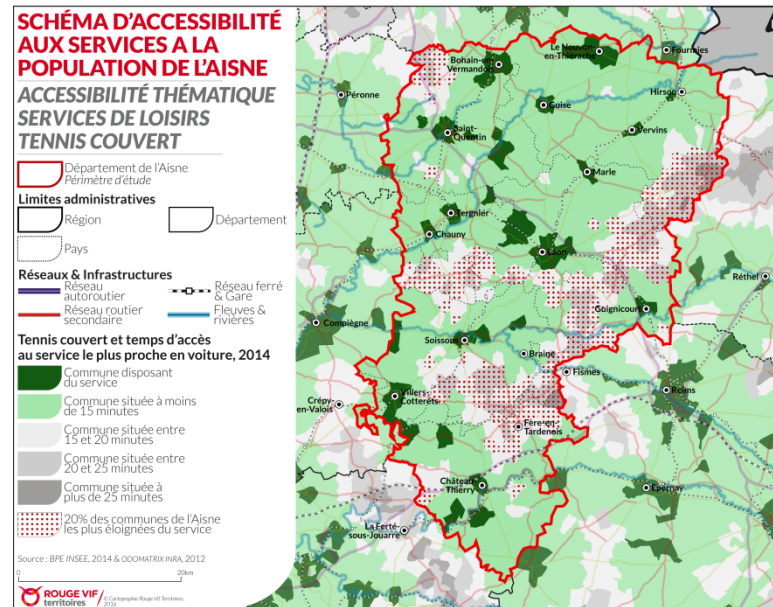 SCHÉMA D'ACCESSIBILITÉ
AUX SERVICES A LA
POPULATION DE L'AISNE
ACCESSIBILITÉ THÉMATIQUE
SERVICES DE LOISIRS
TENNIS COUVERT
Département de l'Aisne
Périmètre d'étude
Limites administratives
Région
Département
Pays
Réseaux & Infrastructures
Réseau
autoroutier
Réseau ferré
& Gare
Réseau routier
secondaire
Fleuves &
rivières
Tennis couvert et temps d'accès
au service le plus proche en voiture, 2014
Commune disposant
du service
Commune située à moins
de 15 minutes
Commune située entre
15 et 20 minutes
Commune située entre
20 et 25 minutes
Commune située à
plus de 25 minutes
20% des communes de l'Aisne
les plus éloignées du service
Source : BPE INSEE, 2014 & ODOMATRIX INRA, 2012
0
20km
ROUGE VIF
territoires
© Cartographie Rouge Vif Territoires,
2016
Le Nouvion-
en-Thiérache
Fourmies
Bohain-en-
Vermandois
Péronne
Hirson
Guise
Saint-
Quentin
Vervins
Marle
Tergnier
Chauny
Laon
Réthel
Guignicourt
Compiègne
Soissons
Braine
Fismes
Villers-
Cotterêts
Reims
Crépy-
en-Valois
Fère-en-
Tardenois
Château-
Thierry
Epernay
La Ferté-
sous-Jouarre